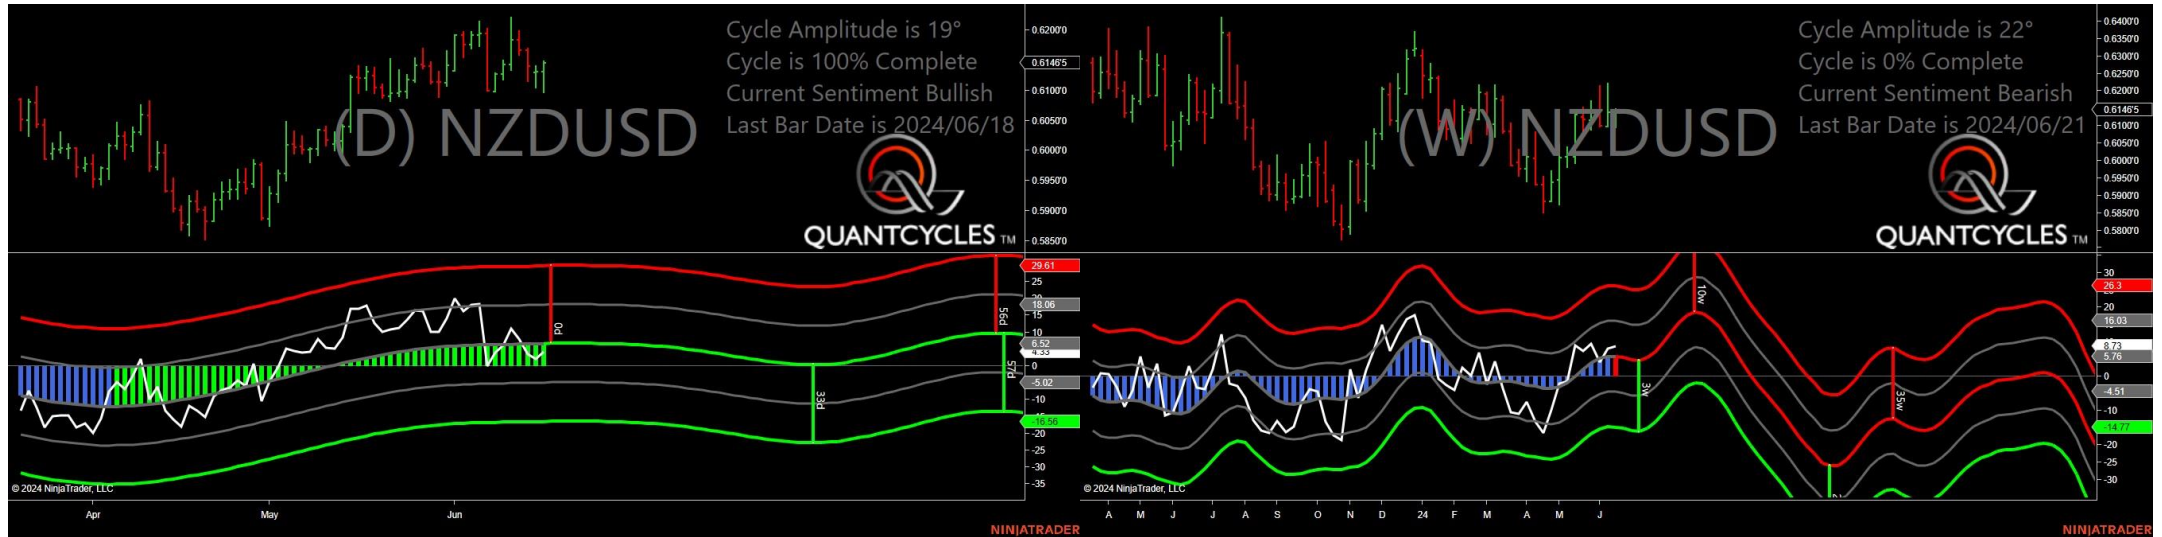 Cycle Amplitude is 19°
Cycle is 100% Complete
Current Sentiment Bullish
Last Bar Date is 2024/06/18
(D) NZDUSD
QUANTCYCLES TM
0.6200'0
0.6146'5
0.6100'0
0.6050'0
0.6000'0
0.5950'0
0.5900'0
0.5850'0
29.61
25
18.06
15
10
6.52
4.33
0
-5.02
-10
-16.56
-20
-25
-30
-35
0d
33d
56d
57d
© 2024 NinjaTrader, LLC
Apr May Jun
NINJATRADER
Cycle Amplitude is 22°
Cycle is 0% Complete
Current Sentiment Bearish
Last Bar Date is 2024/06/21
(W) NZDUSD
QUANTCYCLES TM
0.6400'0
0.6350'0
0.6300'0
0.6250'0
0.6200'0
0.6146'5
0.6100'0
0.6050'0
0.6000'0
0.5950'0
0.5900'0
0.5850'0
0.5800'0
30
26.3
20
16.03
8.73
5.76
0
-4.51
-10
-14.77
-20
-25
-30
3w
10w
35w
© 2024 NinjaTrader, LLC
A M J J A S O N D 24 F M A M J
NINJATRADER